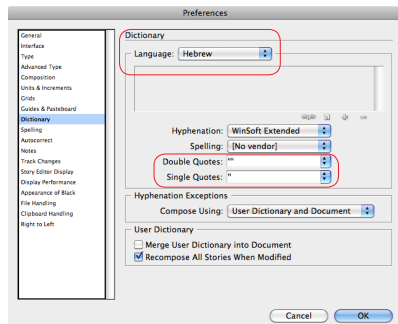 Preferences
General
Interface
Type
Advanced Type
Composition
Units & Increments
Grids
Guides & Pasteboard
Dictionary
Spelling
Autocorrect
Notes
Track Changes
Story Editor Display
Display Performance
Appearance of Black
File Handling
Clipboard Handling
Right to Left
Dictionary
Language: Hebrew
Hyphenation: WinSoft Extended
Spelling: [No vendor]
Double Quotes: ""
Single Quotes: "
Hyphenation Exceptions
Compose Using: User Dictionary and Document
User Dictionary
Merge User Dictionary into Document
Recompose All Stories When Modified
Cancel OK